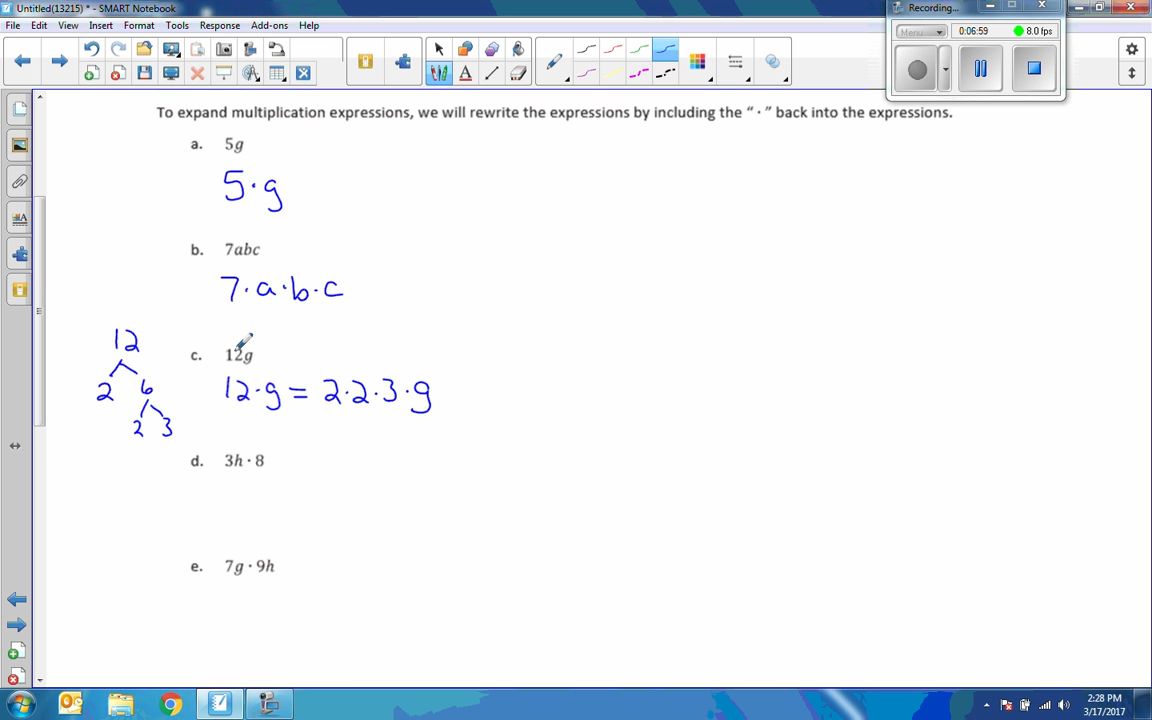 Untitled(13215) * - SMART Notebook
Recording...
File Edit View Insert Format Tools Response Add-ons Help
Menu
0:06:59
8.0 fps
To expand multiplication expressions, we will rewrite the expressions by including the “ · ” back into the expressions.
a. 5g
5 · g
b. 7abc
7 · a · b · c
12
c. 12g
2 6
12 · g = 2 · 2 · 3 · g
2 3
d. 3h · 8
e. 7g · 9h
2:28 PM
3/17/2017